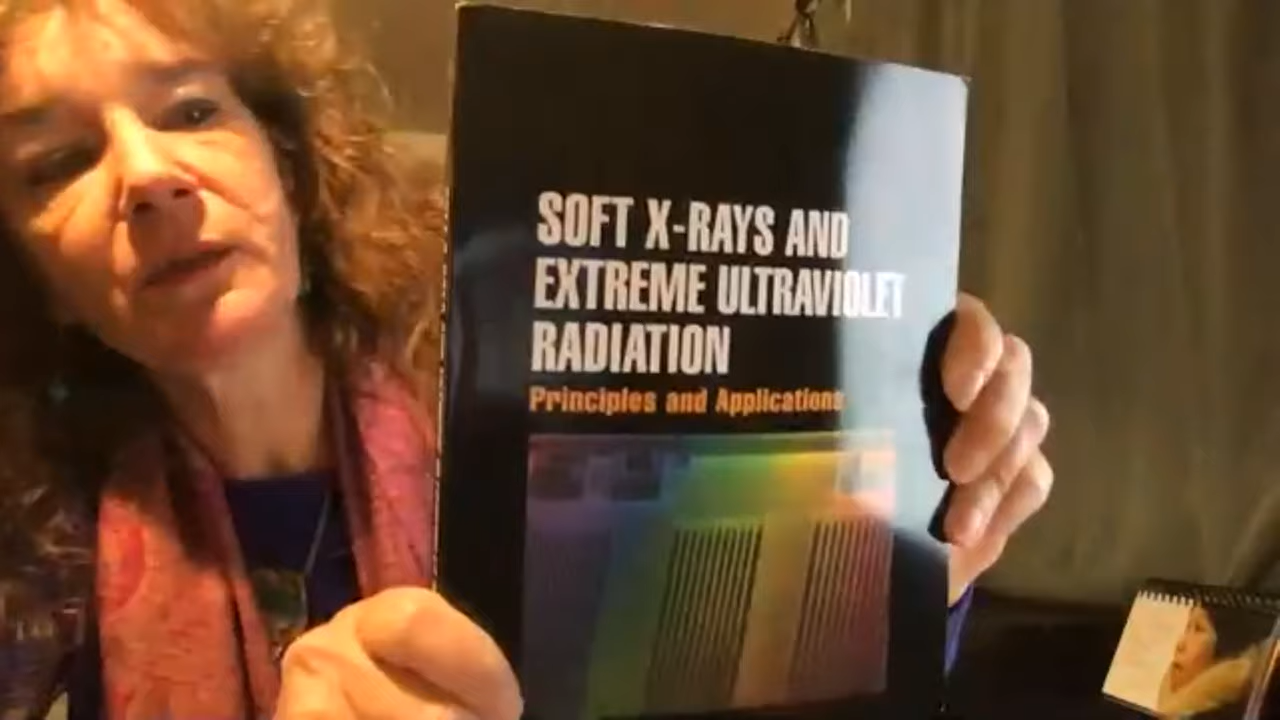 SOFT X-RAYS AND
EXTREME ULTRAVIOLET
RADIATION
Principles and Applications